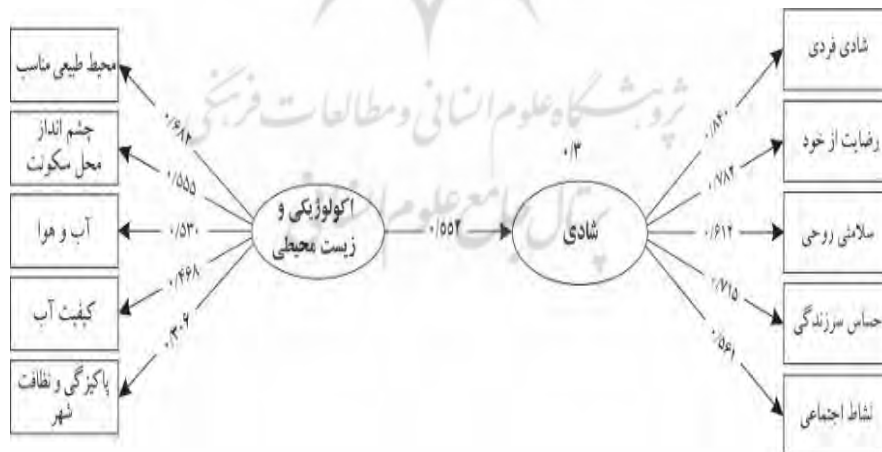 محیط طبیعی مناسب
چشم انداز
محل سکونت
آب و هوا
کیفیت آب
پاکیزگی و نظافت
شهر
۰/۶۸۲
۰/۵۵۵
۰/۵۳۰
۰/۴۶۸
۰/۳۰۶
اکولوژیکی و
زیست محیطی
۰/۵۵۲
۰/۳
شادی
۰/۸۴۰
۰/۷۸۲
۰/۶۱۲
۰/۷۱۵
۰/۵۶۱
شادی فردی
رضایت از خود
سلامتی روحی
حساس سرزندگی
نشاط اجتماعی
پژوهشگاه علوم انسانی و مطالعات فرهنگی
پرتال جامع علوم انسانی